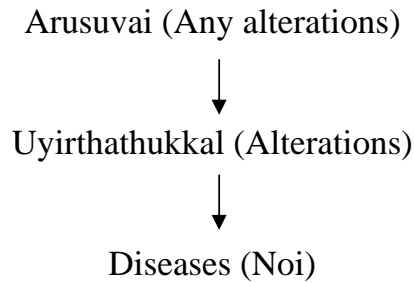 Arusuvai (Any alterations)
Uyirthathukkal (Alterations)
Diseases (Noi)